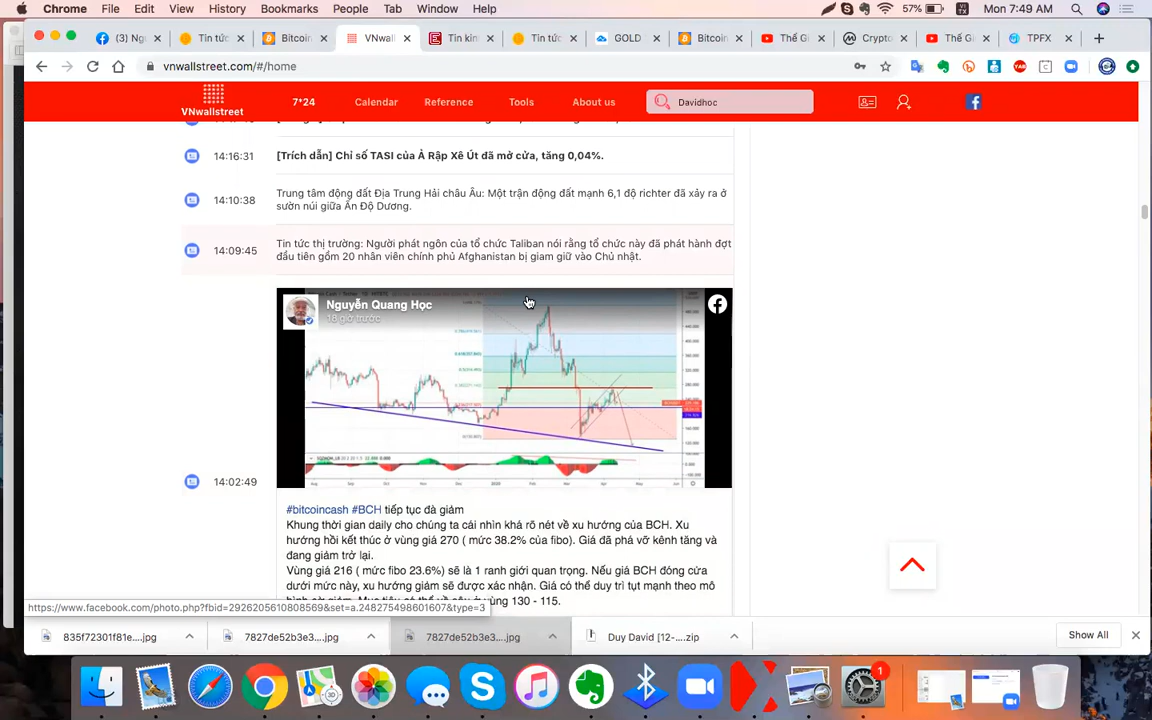 Chrome File Edit View History Bookmarks People Tab Window Help 57% Mon 7:49 AM
(3) Ng Tin tức Bitcoin VNwall Tin kin Tin tức GOLD Bitcoin Thế Gi Crypto Thế Gi TPFX
vnwallstreet.com/#/home
VNwallstreet 7*24 Calendar Reference Tools About us Davidhoc
14:16:31 [Trích dẫn] Chỉ số TASI của Ả Rập Xê Út đã mở cửa, tăng 0,04%.
14:10:38 Trung tâm động đất Địa Trung Hải châu Âu: Một trận động đất mạnh 6,1 độ richter đã xảy ra ở
sườn núi giữa Ấn Độ Dương.
14:09:45 Tin tức thị trường: Người phát ngôn của tổ chức Taliban nói rằng tổ chức này đã phát hành đợt
đầu tiên gồm 20 nhân viên chính phủ Afghanistan bị giam giữ vào Chủ nhật.
Nguyễn Quang Học
18 giờ trước
14:02:49
#bitcoincash #BCH tiếp tục đà giảm
Khung thời gian daily cho chúng ta cái nhìn khá rõ nét về xu hướng của BCH. Xu
hướng hồi kết thúc ở vùng giá 270 ( mức 38.2% của fibo). Giá đã phá vỡ kênh tăng và
đang giảm trở lại.
Vùng giá 216 ( mức fibo 23.6%) sẽ là 1 ranh giới quan trọng. Nếu giá BCH đóng cửa
dưới mức này, xu hướng giảm sẽ được xác nhận. Giá có thể duy trì tụt mạnh theo mô
vùng 130 - 115.
https://www.facebook.com/photo.php?fbid=2926205610808569&set=a.248275498601607&type=3
835f72301f81e....jpg 7827de52b3e3....jpg 7827de52b3e3....jpg Duy David [12-....zip Show All
1